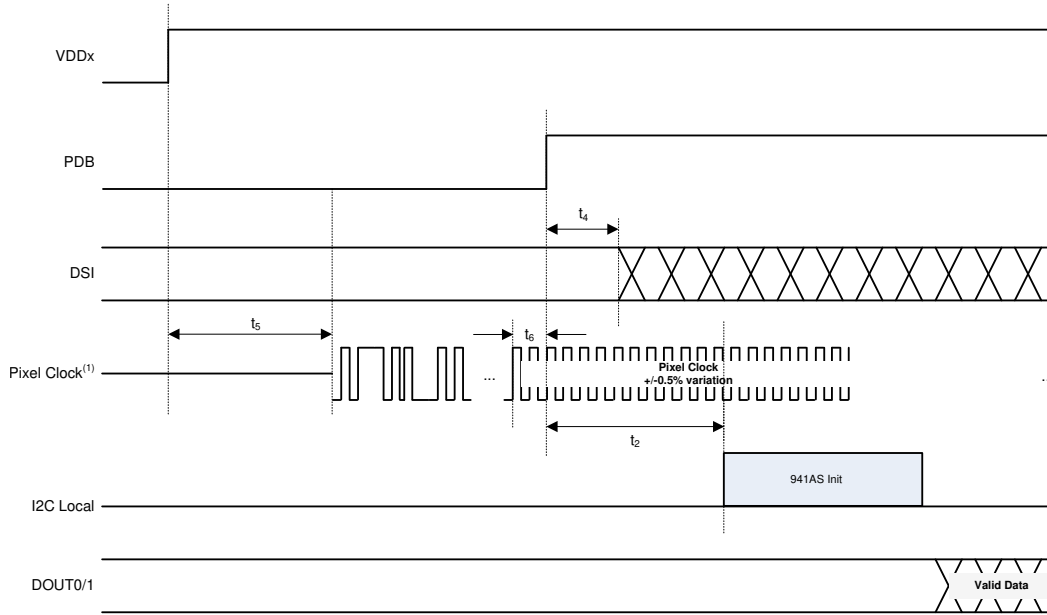 VDDx
PDB
t4
DSI
t5
t6
Pixel Clock(1)
...
Pixel Clock
+/-0.5% variation
t2
941AS Init
I2C Local
DOUT0/1
Valid Data